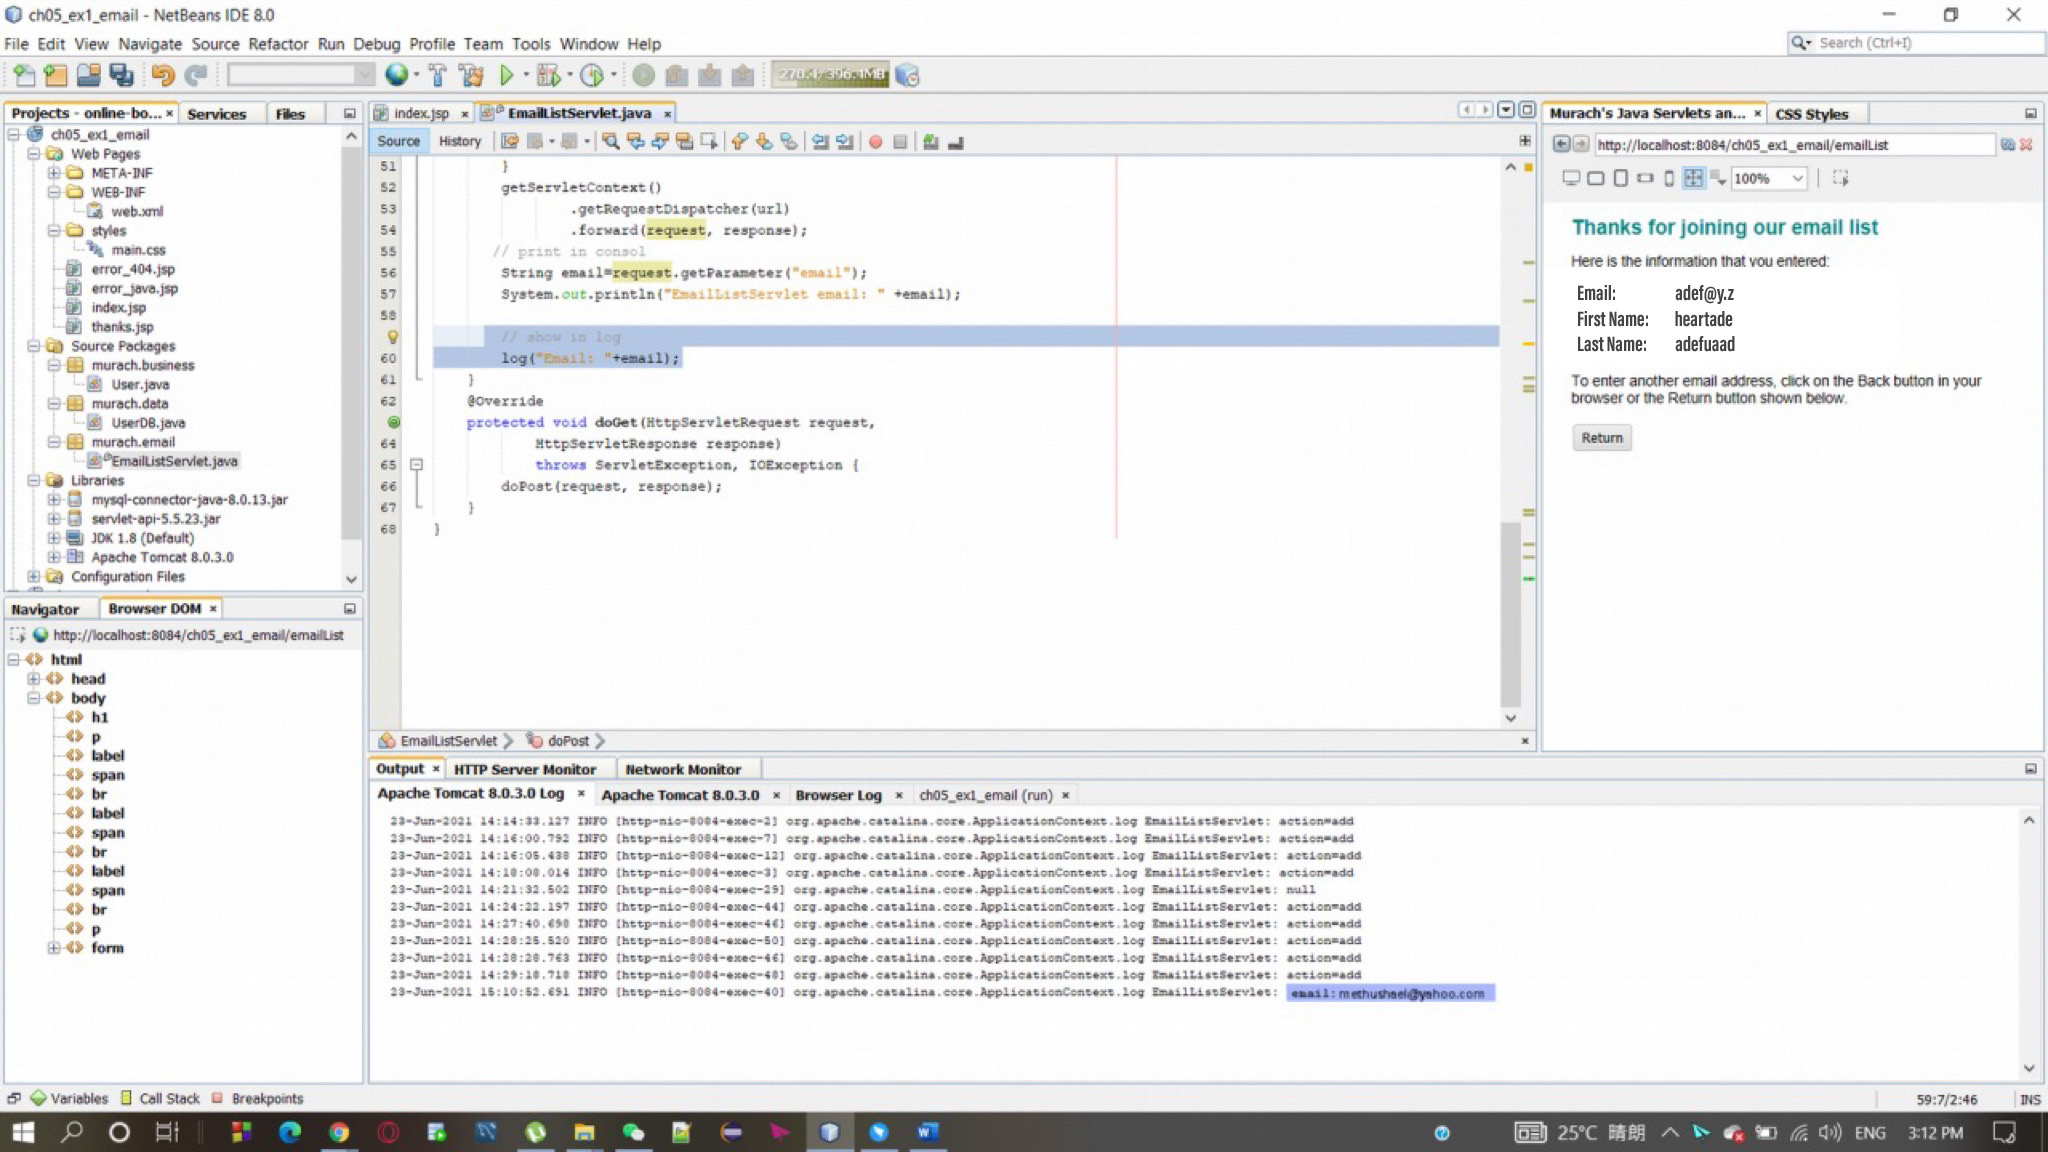 ch05_ex1_email - NetBeans IDE 8.0
File Edit View Navigate Source Refactor Run Debug Profile Team Tools Window Help
Search (Ctrl+I)
270.4/396.4MB
Projects - online-bo...
Services
Files
ch05_ex1_email
Web Pages
META-INF
WEB-INF
web.xml
styles
main.css
error_404.jsp
error_java.jsp
index.jsp
thanks.jsp
Source Packages
murach.business
User.java
murach.data
UserDB.java
murach.email
EmailListServlet.java
Libraries
mysql-connector-java-8.0.13.jar
servlet-api-5.5.23.jar
JDK 1.8 (Default)
Apache Tomcat 8.0.3.0
Configuration Files
Navigator
Browser DOM
http://localhost:8084/ch05_ex1_email/emailList
html
head
body
h1
p
label
span
br
label
span
br
label
span
br
p
form
index.jsp
EmailListServlet.java
Source
History
51 }
52 getServletContext()
53 .getRequestDispatcher(url)
54 .forward(request, response);
55 // print in consol
56 String email=request.getParameter("email");
57 System.out.println("EmailListServlet email: " +email);
58
// show in log
60 log("Email: "+email);
61 }
62 @Override
protected void doGet(HttpServletRequest request,
64 HttpServletResponse response)
65 throws ServletException, IOException {
66 doPost(request, response);
67 }
68 }
EmailListServlet
doPost
Murach's Java Servlets an...
CSS Styles
http://localhost:8084/ch05_ex1_email/emailList
100%
Thanks for joining our email list
Here is the information that you entered:
Email: adef@y.z
First Name: heartade
Last Name: adefuaad
To enter another email address, click on the Back button in your
browser or the Return button shown below.
Return
Output
HTTP Server Monitor
Network Monitor
Apache Tomcat 8.0.3.0 Log
Apache Tomcat 8.0.3.0
Browser Log
ch05_ex1_email (run)
23-Jun-2021 14:14:33.127 INFO [http-nio-8084-exec-2] org.apache.catalina.core.ApplicationContext.log EmailListServlet: action=add
23-Jun-2021 14:16:00.792 INFO [http-nio-8084-exec-7] org.apache.catalina.core.ApplicationContext.log EmailListServlet: action=add
23-Jun-2021 14:16:05.438 INFO [http-nio-8084-exec-12] org.apache.catalina.core.ApplicationContext.log EmailListServlet: action=add
23-Jun-2021 14:18:08.014 INFO [http-nio-8084-exec-3] org.apache.catalina.core.ApplicationContext.log EmailListServlet: action=add
23-Jun-2021 14:21:32.502 INFO [http-nio-8084-exec-29] org.apache.catalina.core.ApplicationContext.log EmailListServlet: null
23-Jun-2021 14:24:22.197 INFO [http-nio-8084-exec-44] org.apache.catalina.core.ApplicationContext.log EmailListServlet: action=add
23-Jun-2021 14:27:40.698 INFO [http-nio-8084-exec-46] org.apache.catalina.core.ApplicationContext.log EmailListServlet: action=add
23-Jun-2021 14:28:25.520 INFO [http-nio-8084-exec-50] org.apache.catalina.core.ApplicationContext.log EmailListServlet: action=add
23-Jun-2021 14:28:28.763 INFO [http-nio-8084-exec-46] org.apache.catalina.core.ApplicationContext.log EmailListServlet: action=add
23-Jun-2021 14:29:18.718 INFO [http-nio-8084-exec-48] org.apache.catalina.core.ApplicationContext.log EmailListServlet: action=add
23-Jun-2021 15:10:52.691 INFO [http-nio-8084-exec-40] org.apache.catalina.core.ApplicationContext.log EmailListServlet: email: methushael@yahoo.com
Variables
Call Stack
Breakpoints
59:7/2:46
INS
25°C 晴朗
ENG
3:12 PM